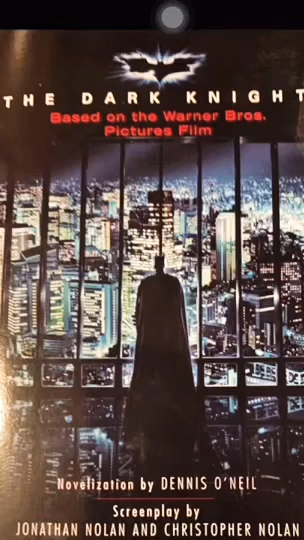 THE DARK KNIGHT
Based on the Warner Bros.
Pictures Film
Novelization by DENNIS O'NEIL
Screenplay by
JONATHAN NOLAN AND CHRISTOPHER NOLAN